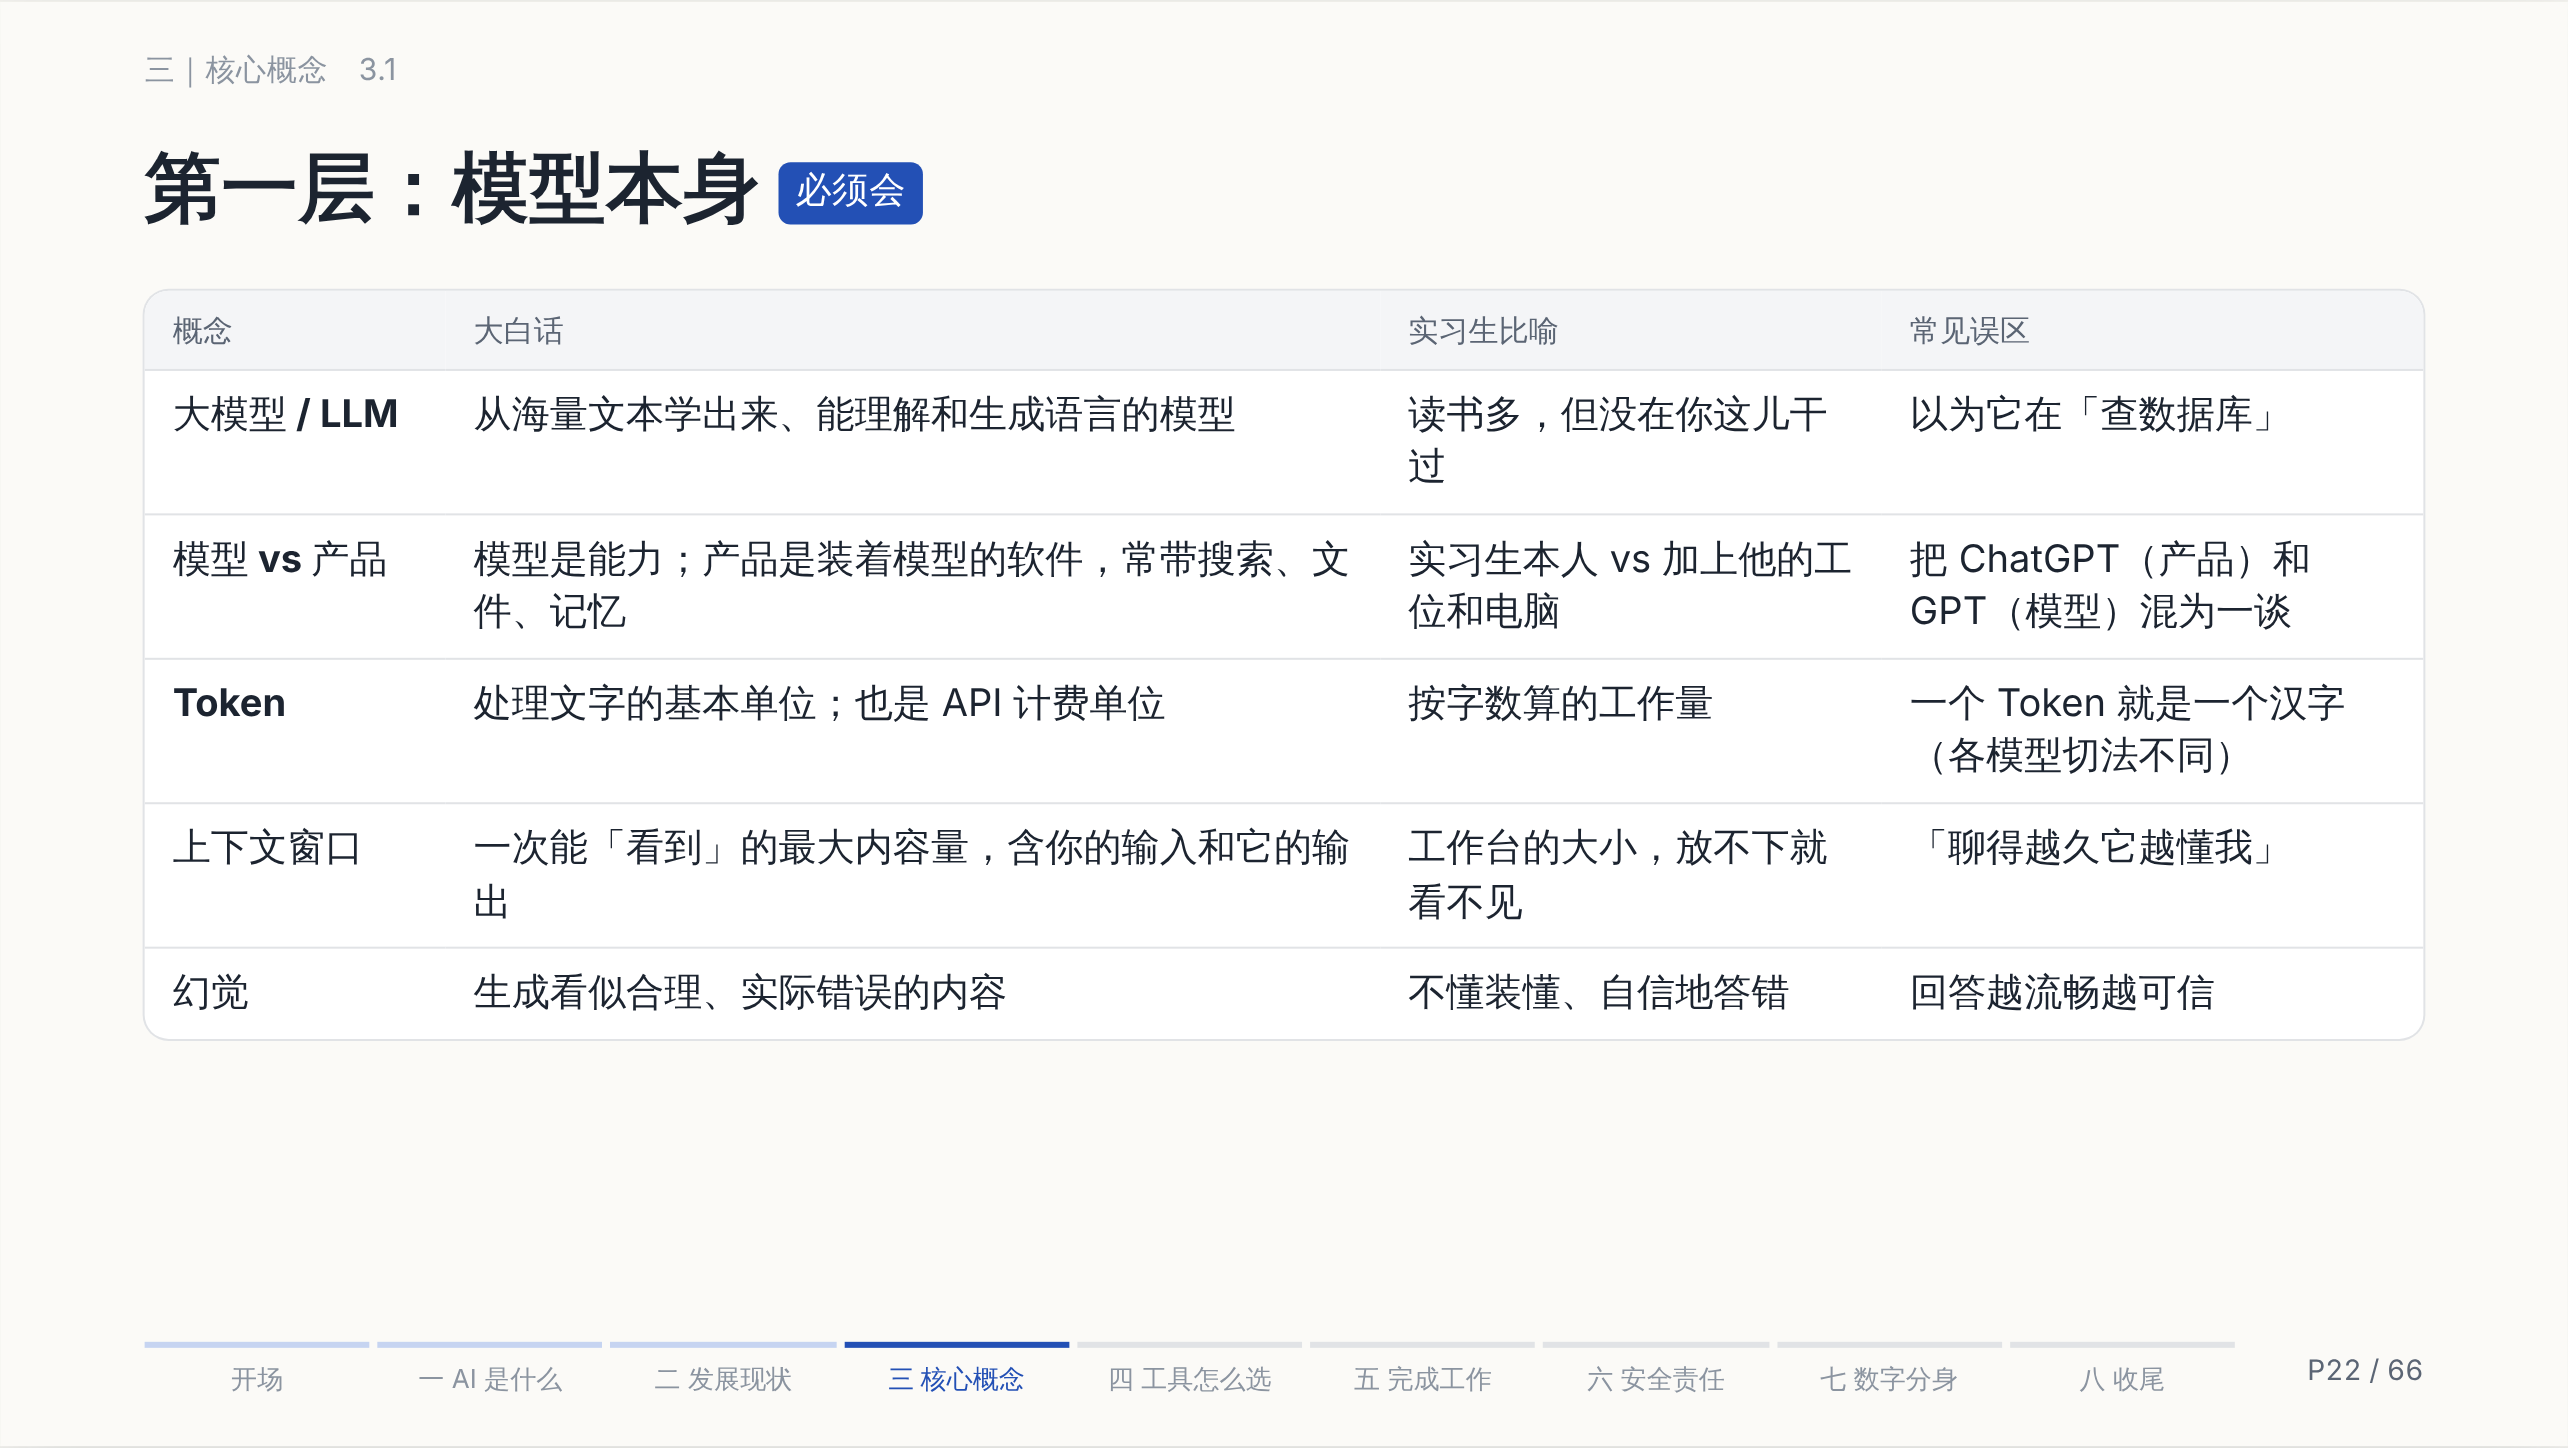 三｜核心概念 3.1
第一层：模型本身 必须会
概念 大白话 实习生比喻 常见误区
大模型 / LLM 从海量文本学出来、能理解和生成语言的模型 读书多，但没在你这儿干 以为它在「查数据库」
过
模型 vs 产品 模型是能力；产品是装着模型的软件，常带搜索、文 实习生本人 vs 加上他的工 把 ChatGPT（产品）和
件、记忆 位和电脑 GPT（模型）混为一谈
Token 处理文字的基本单位；也是 API 计费单位 按字数算的工作量 一个 Token 就是一个汉字
（各模型切法不同）
上下文窗口 一次能「看到」的最大内容量，含你的输入和它的输 工作台的大小，放不下就 「聊得越久它越懂我」
出 看不见
幻觉 生成看似合理、实际错误的内容 不懂装懂、自信地答错 回答越流畅越可信
开场 一 AI 是什么 二 发展现状 三 核心概念 四 工具怎么选 五 完成工作 六 安全责任 七 数字分身 八 收尾 P22 / 66